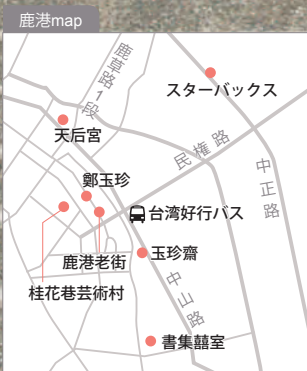 鹿港map
鹿草路1段
スターバックス
天后宮
民権路
中正路
鄭玉珍
台湾好行バス
鹿港老街
玉珍齋
桂花巷芸術村
中山路
書集囍室